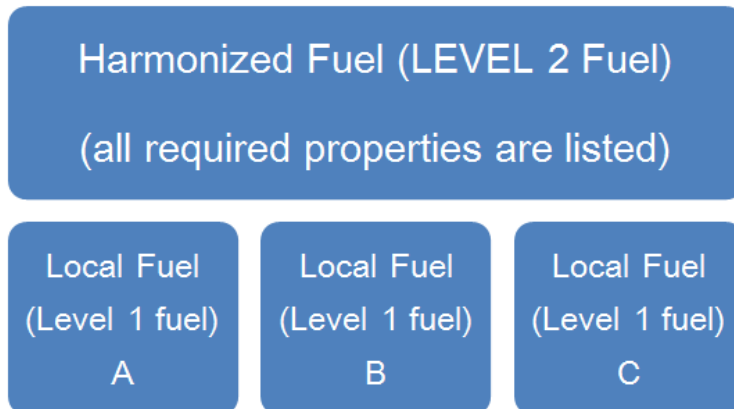 Harmonized Fuel (LEVEL 2 Fuel)
(all required properties are listed)
Local Fuel
(Level 1 fuel)
A
Local Fuel
(Level 1 fuel)
B
Local Fuel
(Level 1 fuel)
C